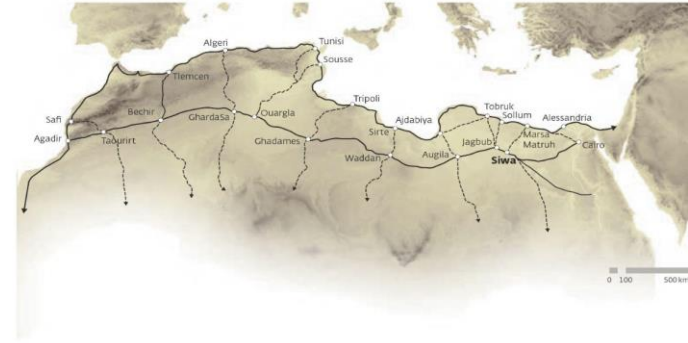 Algeri
Tunisi
Sousse
Tlemcen
Tripoli
Tobruk
Sollum
Alessandria
Safi
Bechir
GhardaSa
Ouargla
Ajdabiya
Sirte
Marsa
Matruh
Agadir
Taourirt
Ghadames
Jagbub
Cairo
Waddan
Augila
Siwa
0 100 500 km